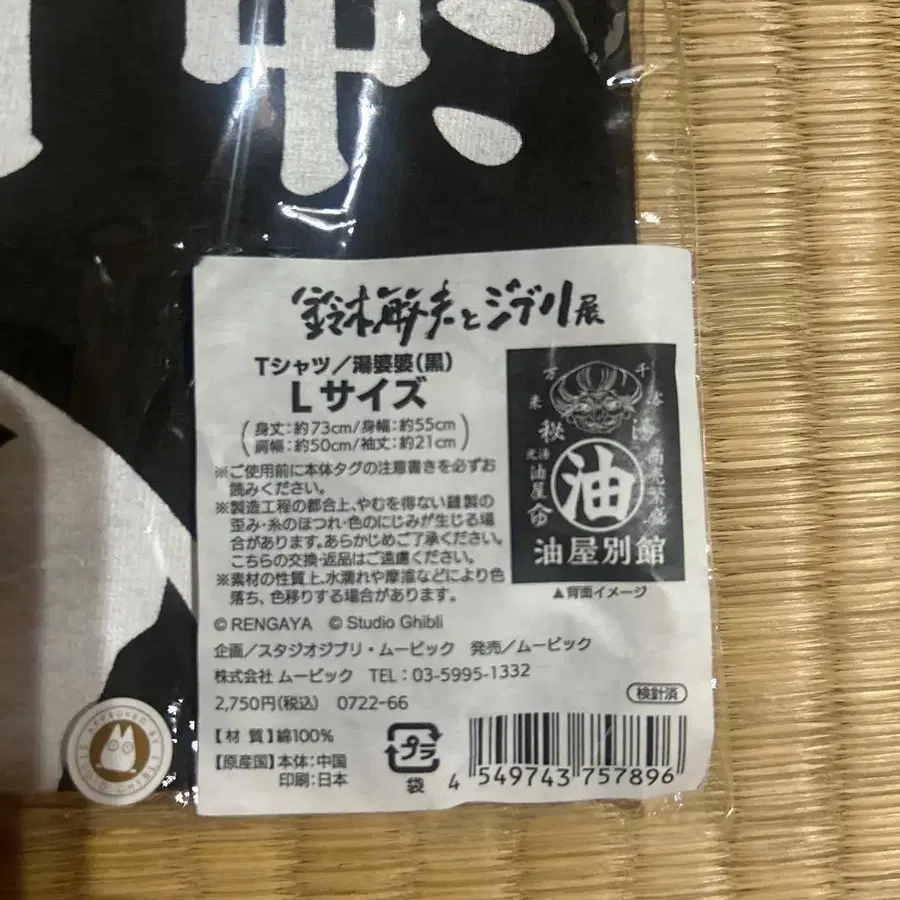 鈴木敏夫とジブリ展
Tシャツ／湯婆婆(黒)
Lサイズ
(身丈:約73cm/身幅:約55cm
肩幅:約50cm/袖丈:約21cm)
※ご使用前に本体タグの注意書きを必ずお
読みください。
※製造工程の都合上、やむを得ない縫製の
歪み・糸のほつれ・色のにじみが生じる場
合があります。あらかじめご了承ください。
こちらの交換・返品はご遠慮ください。
※素材の性質上、水濡れや摩擦などにより色
落ち、色移りする場合があります。
© RENGAYA © Studio Ghibli
企画／スタジオジブリ・ムービック 発売／ムービック
株式会社 ムービック TEL：03-5995-1332
2,750円(税込) 0722-66
【材 質】綿100%
【原産国】本体：中国
印刷：日本
プラ
袋
油
油屋別館
▲背面イメージ
検針済
4 549743 757896
APPROVED BY STUDIO GHIBLI